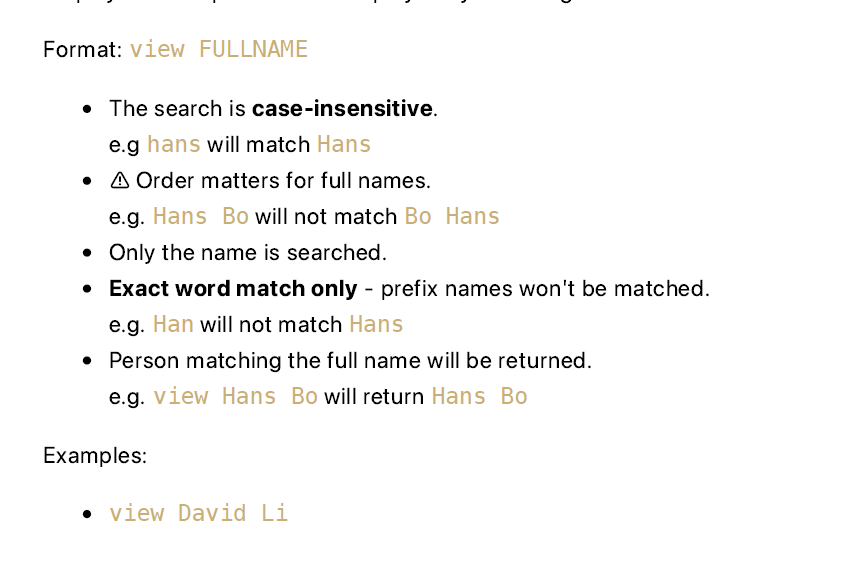 Format: view FULLNAME
• The search is case-insensitive.
e.g hans will match Hans
• ⚠ Order matters for full names.
e.g. Hans Bo will not match Bo Hans
• Only the name is searched.
• Exact word match only - prefix names won't be matched.
e.g. Han will not match Hans
• Person matching the full name will be returned.
e.g. view Hans Bo will return Hans Bo
Examples:
• view David Li